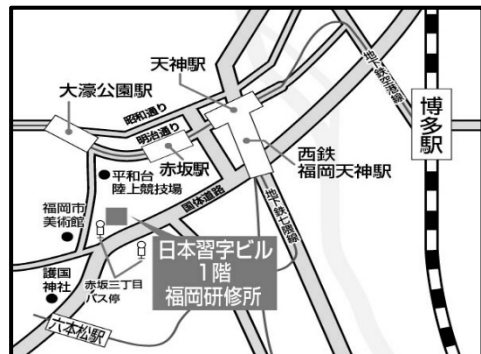 天神駅
大濠公園駅
昭和通り
明治通り
地下鉄空港線
博多駅
赤坂駅
西鉄
福岡天神駅
平和台
陸上競技場
国体道路
地下鉄七隈線
福岡市
美術館
日本習字ビル
1階
福岡研修所
護国
神社
赤坂三丁目
バス停
六本松駅